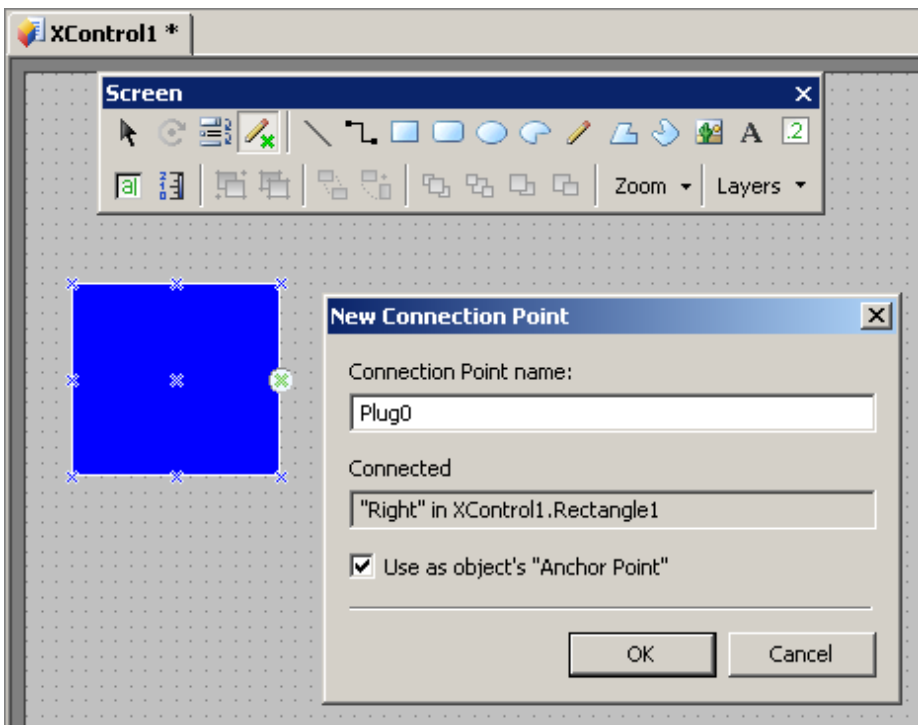 XControl1 *
Screen
A .2
a Zoom Layers
New Connection Point
Connection Point name:
Plug0
Connected
"Right" in XControl1.Rectangle1
Use as object's "Anchor Point"
OK Cancel